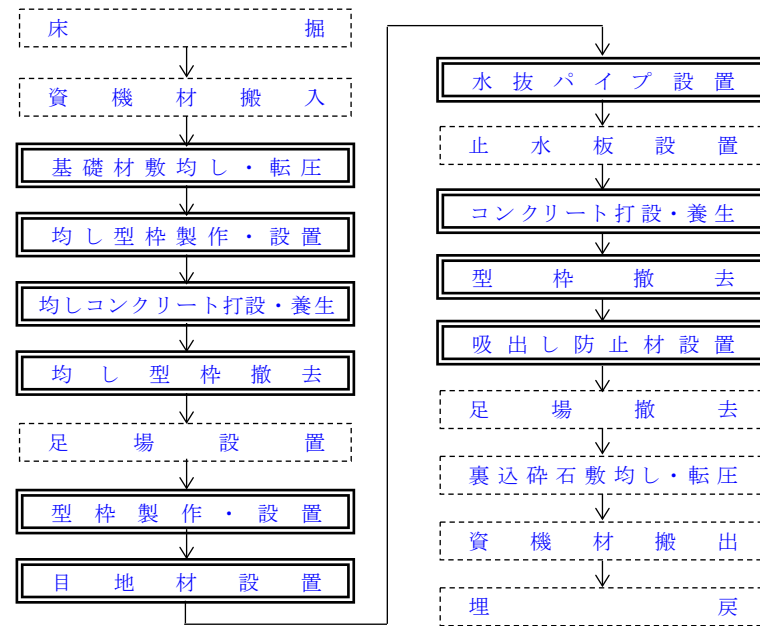 床掘
資機材搬入
基礎材敷均し・転圧
均し型枠製作・設置
均しコンクリート打設・養生
均し型枠撤去
足場設置
型枠製作・設置
目地材設置
水抜パイプ設置
止水板設置
コンクリート打設・養生
型枠撤去
吸出し防止材設置
足場撤去
裏込砕石敷均し・転圧
資機材搬出
埋戻